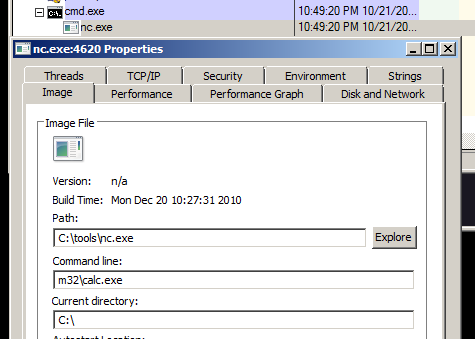 cmd.exe 10:49:20 PM 10/21/20...
nc.exe 10:49:20 PM 10/21/20...
nc.exe:4620 Properties
Threads TCP/IP Security Environment Strings
Image Performance Performance Graph Disk and Network
Image File
Version: n/a
Build Time: Mon Dec 20 10:27:31 2010
Path:
C:\tools\nc.exe Explore
Command line:
m32\calc.exe
Current directory:
C:\
Autostart Location: